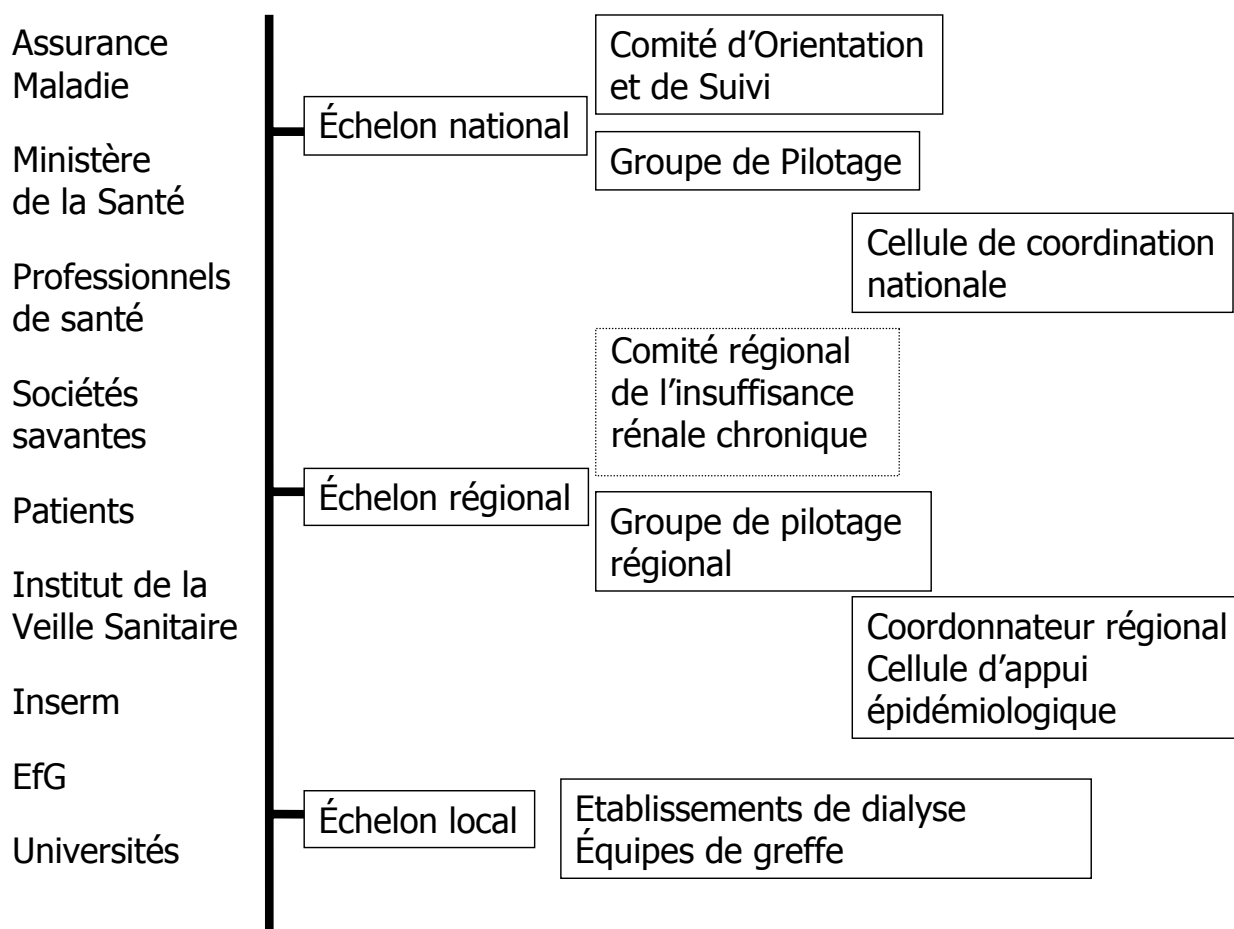 Assurance
Maladie
Ministère
de la Santé
Professionnels
de santé
Sociétés
savantes
Patients
Institut de la
Veille Sanitaire
Inserm
EfG
Universités
Échelon national
Comité d’Orientation
et de Suivi
Groupe de Pilotage
Cellule de coordination
nationale
Échelon régional
Comité régional
de l’insuffisance
rénale chronique
Groupe de pilotage
régional
Coordonnateur régional
Cellule d’appui
épidémiologique
Échelon local
Etablissements de dialyse
Équipes de greffe